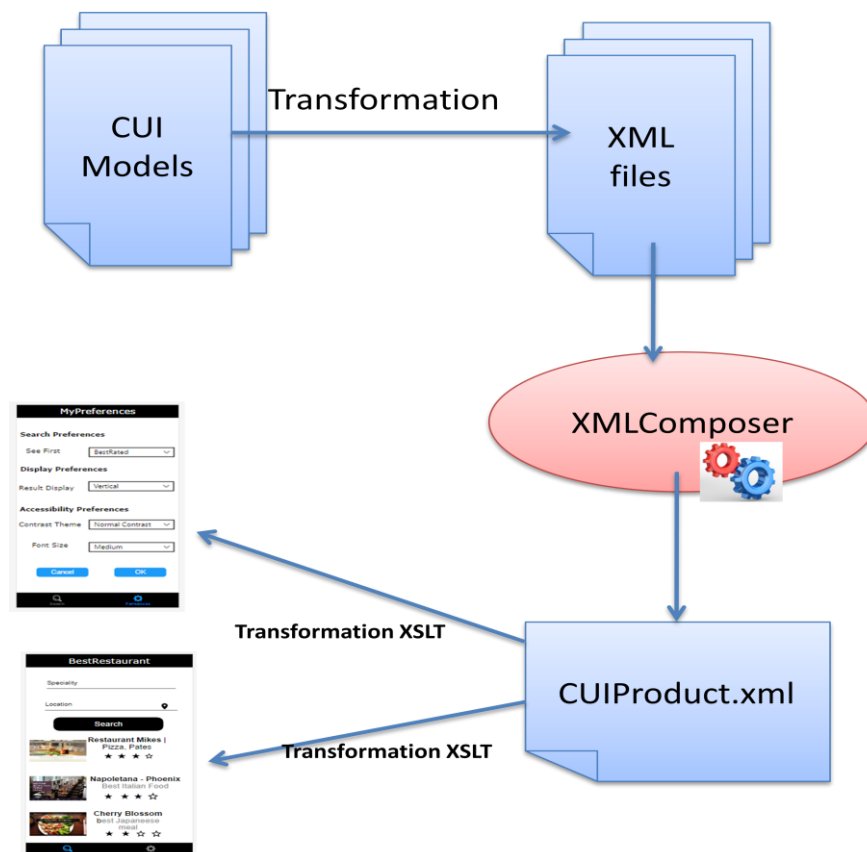 CUI
Models
Transformation
XML
files
XMLComposer
MyPreferences
Search Preferences
See First BestRated
Display Preferences
Result Display Vertical
Accessibility Preferences
Contrast Theme Normal Contrast
Font Size Medium
Cancel OK
Search Preferences
Transformation XSLT
CUIProduct.xml
BestRestaurant
Speciality
Location
Search
Transformation XSLT
Restaurant Mikes |
Pizza, Pates
Napoletana - Phoenix
Best Italian Food
Cherry Blossom
best Japaneese
meal